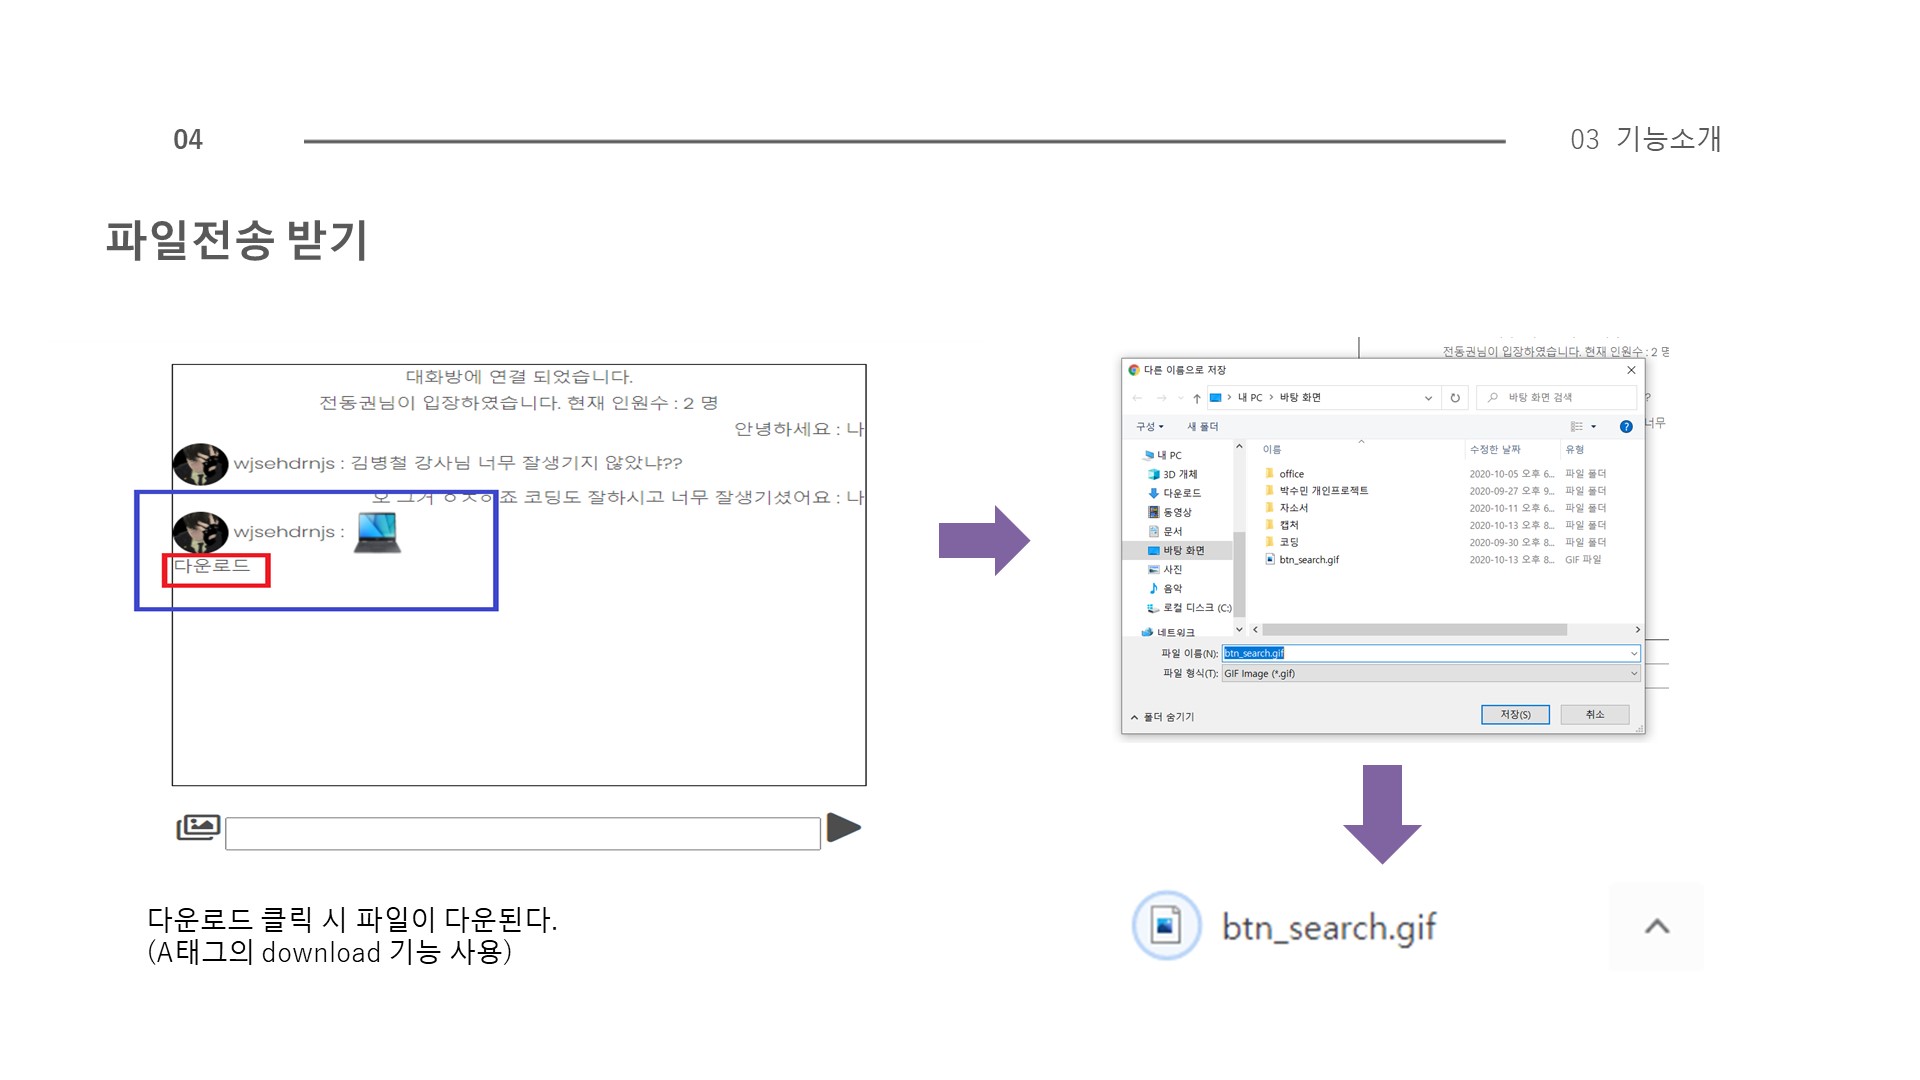 04
03 기능소개
파일전송 받기
대화방에 연결 되었습니다.
전동권님이 입장하였습니다. 현재 인원수 : 2 명
안녕하세요 : 나
wjsehdrnjs : 김병철 강사님 너무 잘생기지 않았냐??
오 그거 ㅇㅈ하죠 코딩도 잘하시고 너무 잘생기셨어요 : 나
wjsehdrnjs :
다운로드
다운로드 클릭 시 파일이 다운된다.
(A태그의 download 기능 사용)
전동권님이 입장하였습니다. 현재 인원수 : 2 명
다른 이름으로 저장
내 PC > 바탕 화면
바탕 화면 검색
구성
새 폴더
이름 수정한 날짜 유형
내 PC
3D 개체
다운로드
동영상
문서
바탕 화면
사진
음악
로컬 디스크 (C:)
네트워크
office 2020-10-05 오후 6... 파일 폴더
박수민 개인프로젝트 2020-09-27 오후 9... 파일 폴더
자소서 2020-10-11 오후 6... 파일 폴더
캡처 2020-10-13 오후 8... 파일 폴더
코딩 2020-09-30 오후 8... 파일 폴더
btn_search.gif 2020-10-13 오후 8... GIF 파일
파일 이름(N): btn_search.gif
파일 형식(T): GIF Image (*.gif)
폴더 숨기기
저장(S)
취소
btn_search.gif